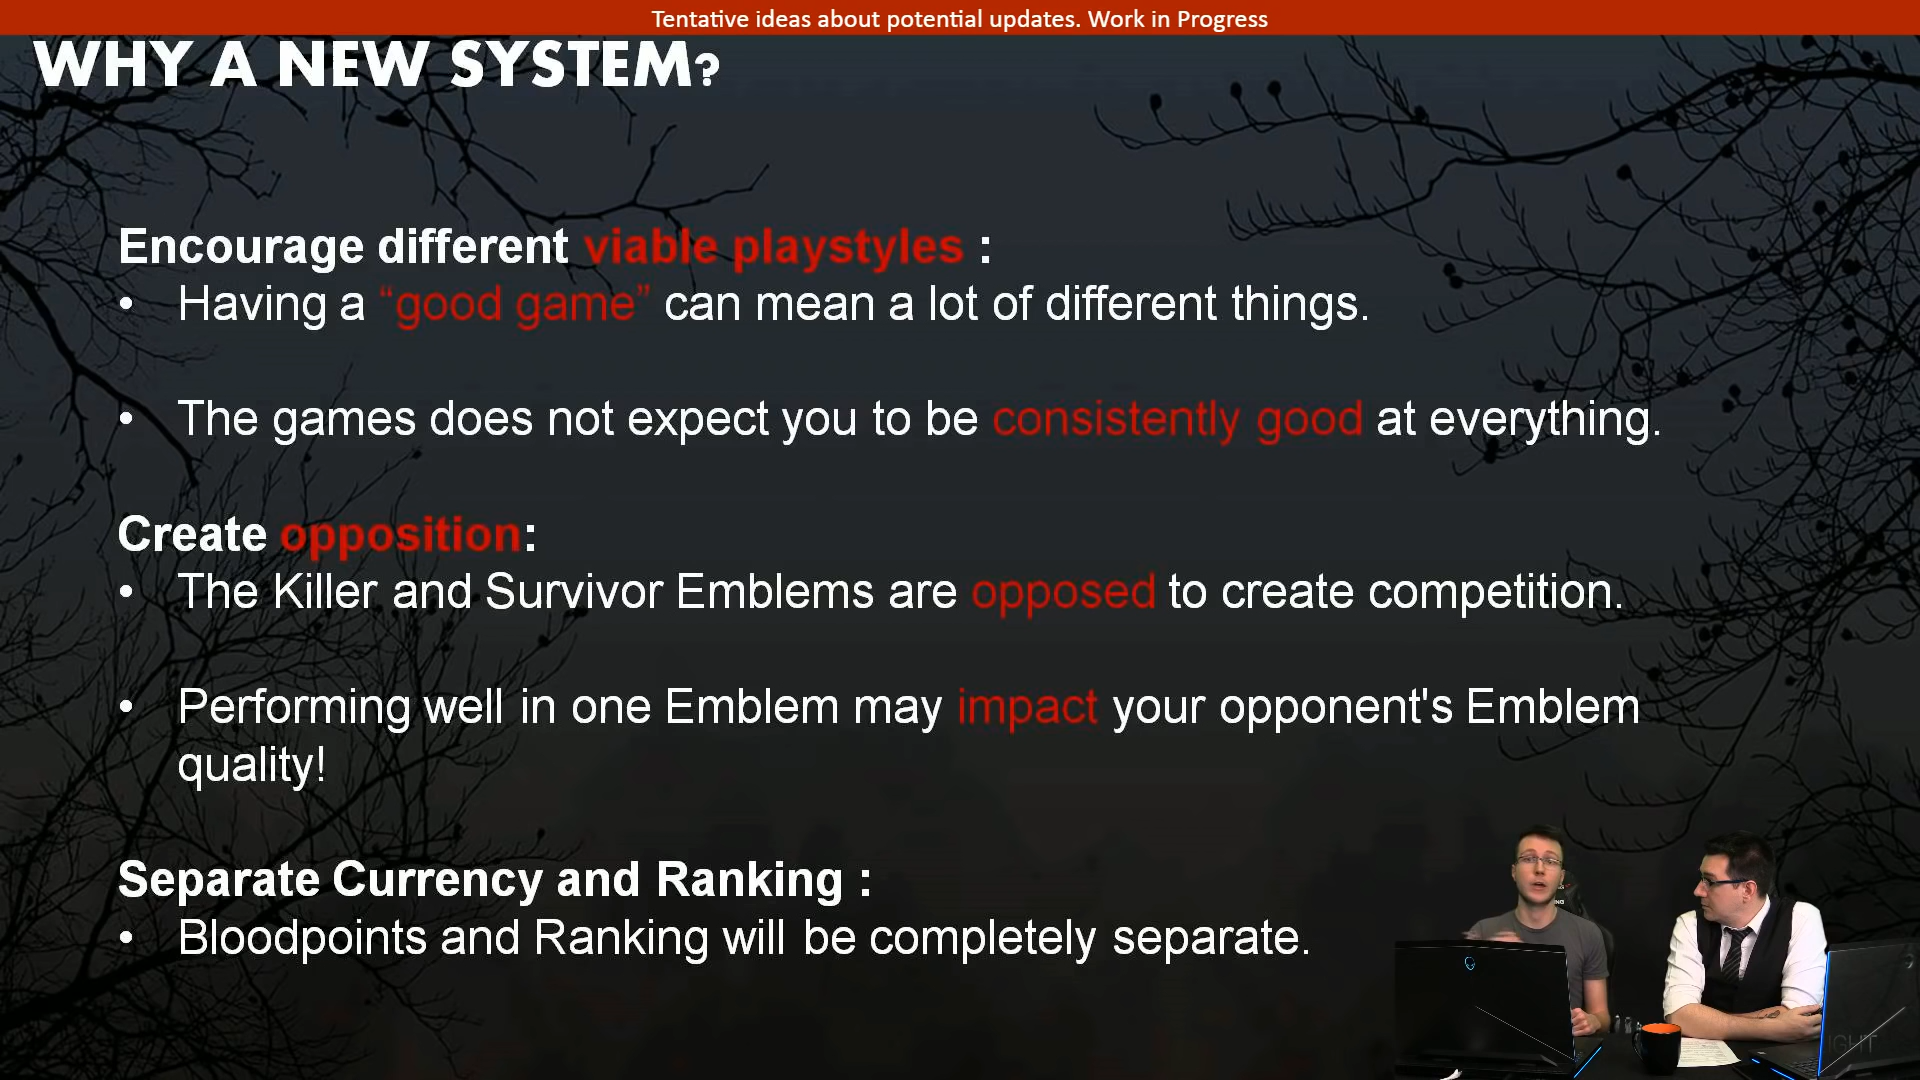 Tentative ideas about potential updates. Work in Progress
WHY A NEW SYSTEM?
Encourage different viable playstyles :
• Having a “good game” can mean a lot of different things.
• The games does not expect you to be consistently good at everything.
Create opposition:
• The Killer and Survivor Emblems are opposed to create competition.
• Performing well in one Emblem may impact your opponent's Emblem
quality!
Separate Currency and Ranking :
• Bloodpoints and Ranking will be completely separate.